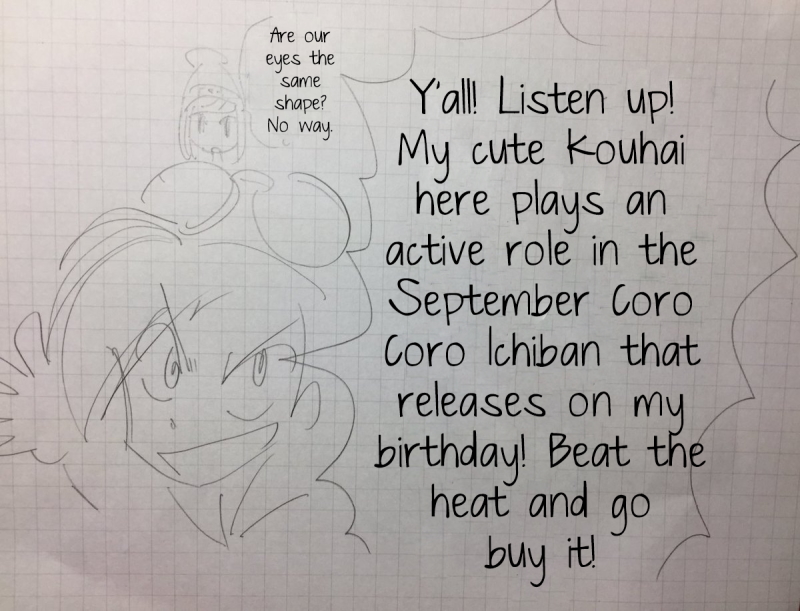 Are our
eyes the
same
shape?
No way.
Y'all! Listen up!
My cute Kouhai
here plays an
active role in the
September Coro
Coro Ichiban that
releases on my
birthday! Beat the
heat and go
buy it!